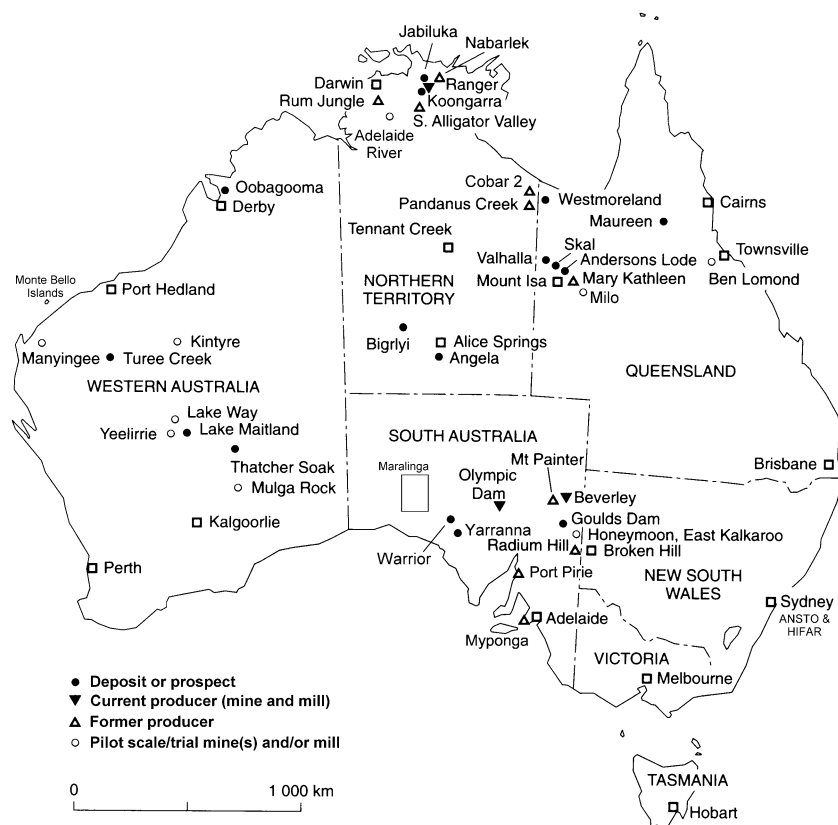 Jabiluka
Nabarlek
Darwin
Ranger
Rum Jungle
Koongarra
S. Alligator Valley
Adelaide
River
Cobar 2
Oobagooma
Westmoreland
Cairns
Derby
Pandanus Creek
Maureen
Tennant Creek
Skal
Townsville
Valhalla
Andersons Lode
Monte Bello
Islands
Port Hedland
NORTHERN
TERRITORY
Mount Isa
Mary Kathleen
Ben Lomond
Milo
Kintyre
Bigrlyi
Alice Springs
Manyingee
Turee Creek
Angela
QUEENSLAND
WESTERN AUSTRALIA
Lake Way
Yeelirrie
Lake Maitland
SOUTH AUSTRALIA
Thatcher Soak
Maralinga
Mt Painter
Brisbane
Olympic
Dam
Mulga Rock
Beverley
Kalgoorlie
Goulds Dam
Yarranna
Honeymoon, East Kalkaroo
Warrior
Radium Hill
Broken Hill
Perth
Port Pirie
NEW SOUTH
WALES
Sydney
ANSTO &
HIFAR
Adelaide
Myponga
VICTORIA
Melbourne
Deposit or prospect
Current producer (mine and mill)
Former producer
Pilot scale/trial mine(s) and/or mill
0
1 000 km
TASMANIA
Hobart